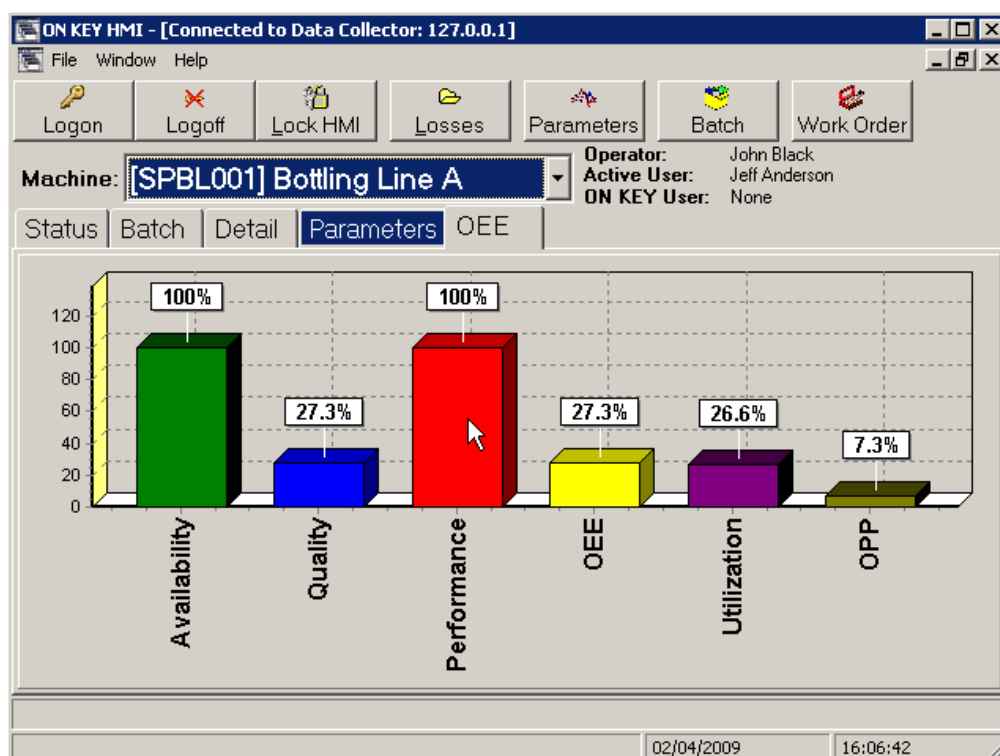 ON KEY HMI - [Connected to Data Collector: 127.0.0.1]
File Window Help
Logon Logoff Lock HMI Losses Parameters Batch Work Order
Machine: [SPBL001] Bottling Line A
Operator: John Black
Active User: Jeff Anderson
ON KEY User: None
Status Batch Detail Parameters OEE
120
100
80
60
40
20
0
100%
27.3%
100%
27.3%
26.6%
7.3%
Availability
Quality
Performance
OEE
Utilization
OPP
02/04/2009 16:06:42